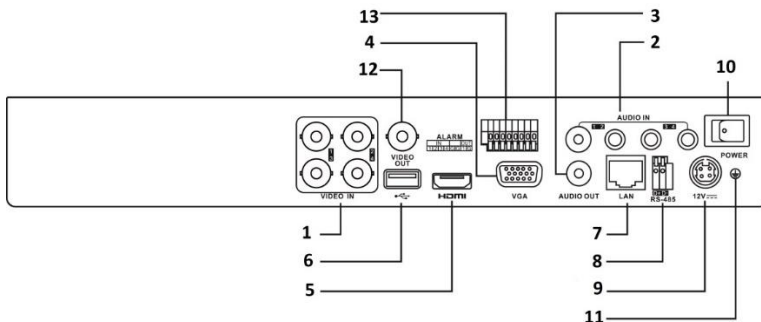 13
3
4
2
12
10
AUDIO IN
ALARM
IN OUT
POWER
VIDEO OUT
VIDEO IN
HDMI
VGA
AUDIO OUT
LAN
RS-485
12V
1
7
6
8
5
9
11